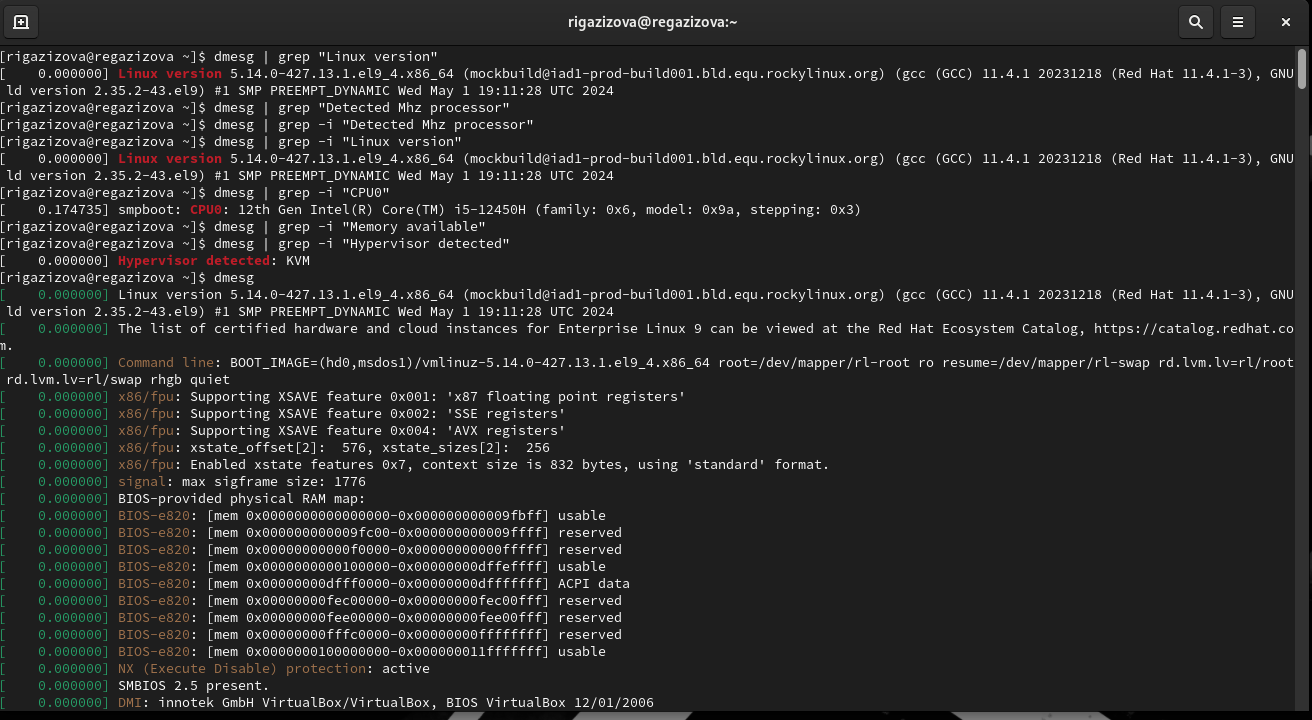 rigazizova@regazizova:~
[rigazizova@regazizova ~]$ dmesg | grep "Linux version"
[    0.000000] Linux version 5.14.0-427.13.1.el9_4.x86_64 (mockbuild@iad1-prod-build001.bld.equ.rockylinux.org) (gcc (GCC) 11.4.1 20231218 (Red Hat 11.4.1-3), GNU
ld version 2.35.2-43.el9) #1 SMP PREEMPT_DYNAMIC Wed May 1 19:11:28 UTC 2024
[rigazizova@regazizova ~]$ dmesg | grep "Detected Mhz processor"
[rigazizova@regazizova ~]$ dmesg | grep -i "Detected Mhz processor"
[rigazizova@regazizova ~]$ dmesg | grep -i "Linux version"
[    0.000000] Linux version 5.14.0-427.13.1.el9_4.x86_64 (mockbuild@iad1-prod-build001.bld.equ.rockylinux.org) (gcc (GCC) 11.4.1 20231218 (Red Hat 11.4.1-3), GNU
ld version 2.35.2-43.el9) #1 SMP PREEMPT_DYNAMIC Wed May 1 19:11:28 UTC 2024
[rigazizova@regazizova ~]$ dmesg | grep -i "CPU0"
[    0.174735] smpboot: CPU0: 12th Gen Intel(R) Core(TM) i5-12450H (family: 0x6, model: 0x9a, stepping: 0x3)
[rigazizova@regazizova ~]$ dmesg | grep -i "Memory available"
[rigazizova@regazizova ~]$ dmesg | grep -i "Hypervisor detected"
[    0.000000] Hypervisor detected: KVM
[rigazizova@regazizova ~]$ dmesg
[    0.000000] Linux version 5.14.0-427.13.1.el9_4.x86_64 (mockbuild@iad1-prod-build001.bld.equ.rockylinux.org) (gcc (GCC) 11.4.1 20231218 (Red Hat 11.4.1-3), GNU
ld version 2.35.2-43.el9) #1 SMP PREEMPT_DYNAMIC Wed May 1 19:11:28 UTC 2024
[    0.000000] The list of certified hardware and cloud instances for Enterprise Linux 9 can be viewed at the Red Hat Ecosystem Catalog, https://catalog.redhat.co
m.
[    0.000000] Command line: BOOT_IMAGE=(hd0,msdos1)/vmlinuz-5.14.0-427.13.1.el9_4.x86_64 root=/dev/mapper/rl-root ro resume=/dev/mapper/rl-swap rd.lvm.lv=rl/root
rd.lvm.lv=rl/swap rhgb quiet
[    0.000000] x86/fpu: Supporting XSAVE feature 0x001: 'x87 floating point registers'
[    0.000000] x86/fpu: Supporting XSAVE feature 0x002: 'SSE registers'
[    0.000000] x86/fpu: Supporting XSAVE feature 0x004: 'AVX registers'
[    0.000000] x86/fpu: xstate_offset[2]:  576, xstate_sizes[2]:  256
[    0.000000] x86/fpu: Enabled xstate features 0x7, context size is 832 bytes, using 'standard' format.
[    0.000000] signal: max sigframe size: 1776
[    0.000000] BIOS-provided physical RAM map:
[    0.000000] BIOS-e820: [mem 0x0000000000000000-0x000000000009fbff] usable
[    0.000000] BIOS-e820: [mem 0x000000000009fc00-0x000000000009ffff] reserved
[    0.000000] BIOS-e820: [mem 0x00000000000f0000-0x00000000000fffff] reserved
[    0.000000] BIOS-e820: [mem 0x0000000000100000-0x00000000dffeffff] usable
[    0.000000] BIOS-e820: [mem 0x00000000dfff0000-0x00000000dfffffff] ACPI data
[    0.000000] BIOS-e820: [mem 0x00000000fec00000-0x00000000fec00fff] reserved
[    0.000000] BIOS-e820: [mem 0x00000000fee00000-0x00000000fee00fff] reserved
[    0.000000] BIOS-e820: [mem 0x00000000fffc0000-0x00000000ffffffff] reserved
[    0.000000] BIOS-e820: [mem 0x0000000100000000-0x000000011fffffff] usable
[    0.000000] NX (Execute Disable) protection: active
[    0.000000] SMBIOS 2.5 present.
[    0.000000] DMI: innotek GmbH VirtualBox/VirtualBox, BIOS VirtualBox 12/01/2006